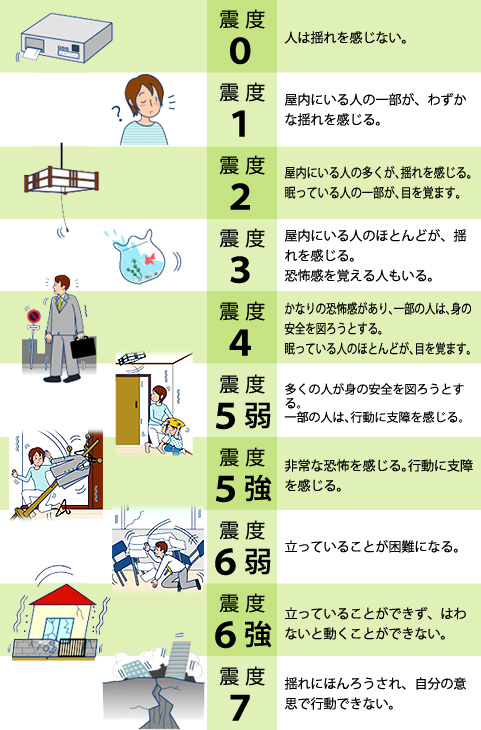 震度
0
人は揺れを感じない。
震度
1
屋内にいる人の一部が、わずか
な揺れを感じる。
?
震度
2
屋内にいる人の多くが、揺れを感じる。
眠っている人の一部が、目を覚ます。
震度
3
屋内にいる人のほとんどが、揺
れを感じる。
恐怖感を覚える人もいる。
震度
4
かなりの恐怖感があり、一部の人は、身の
安全を図ろうとする。
眠っている人のほとんどが、目を覚ます。
震度
5弱
多くの人が身の安全を図ろうとす
る。
一部の人は、行動に支障を感じる。
震度
5強
非常な恐怖を感じる。行動に支障
を感じる。
震度
6弱
立っていることが困難になる。
震度
6強
立っていることができず、はわ
ないと動くことができない。
震度
7
揺れにほんろうされ、自分の意
思で行動できない。